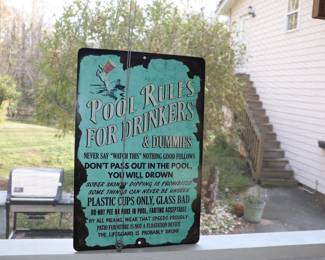 POOL RULES
FOR DRINKERS
& DUMMIES
NEVER SAY "WATCH THIS" NOTHING GOOD FOLLOWS
DON'T PASS OUT IN THE POOL,
YOU WILL DROWN
SOBER SKINNY DIPPING IS PROHIBITED
SOME THINGS CAN NEVER BE UNSEEN
PLASTIC CUPS ONLY, GLASS BAD
DO NOT PEE OR PUKE IN POOL, FARTING ACCEPTABLE
BY ALL MEANS, WEAR THAT SPEEDO PROUDLY
PATIO FURNITURE IS NOT A FLOATATION DEVICE
THE LIFEGUARD IS PROBABLY DRUNK